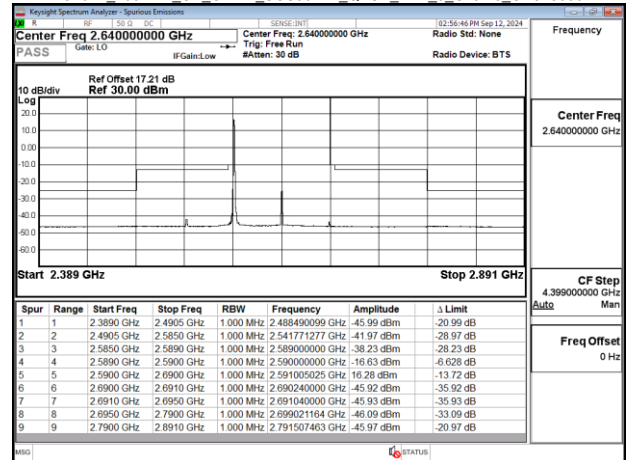 Keysight Spectrum Analyzer - Spurious Emissions
R RF 50 Ω DC SENSE:INT 02:56:46 PM Sep 12, 2024
Center Freq 2.640000000 GHz Center Freq: 2.640000000 GHz Radio Std: None Frequency
PASS Gate: LO IFGain:Low Trig: Free Run
#Atten: 30 dB Radio Device: BTS
Ref Offset 17.21 dB
10 dB/div Ref 30.00 dBm
Log
20.0
10.0
0.00
-10.0
-20.0
-30.0
-40.0
-50.0
-60.0
Start 2.389 GHz Stop 2.891 GHz
Spur Range Start Freq Stop Freq RBW Frequency Amplitude Δ Limit
1 1 2.3890 GHz 2.4905 GHz 1.000 MHz 2.488490099 GHz -45.99 dBm -20.99 dB
2 2 2.4905 GHz 2.5850 GHz 1.000 MHz 2.541771277 GHz -41.97 dBm -28.97 dB
3 3 2.5850 GHz 2.5890 GHz 1.000 MHz 2.589000000 GHz -38.23 dBm -28.23 dB
4 4 2.5890 GHz 2.5900 GHz 1.000 MHz 2.590000000 GHz -16.63 dBm -6.628 dB
5 5 2.5900 GHz 2.6900 GHz 1.000 MHz 2.591005025 GHz 16.28 dBm -13.72 dB
6 6 2.6900 GHz 2.6910 GHz 1.000 MHz 2.690240000 GHz -45.92 dBm -35.92 dB
7 7 2.6910 GHz 2.6950 GHz 1.000 MHz 2.691040000 GHz -45.93 dBm -35.93 dB
8 8 2.6950 GHz 2.7900 GHz 1.000 MHz 2.699021164 GHz -46.09 dBm -33.09 dB
9 9 2.7900 GHz 2.8910 GHz 1.000 MHz 2.791507463 GHz -45.97 dBm -20.97 dB
Center Freq
2.640000000 GHz
CF Step
4.399000000 GHz
Auto Man
Freq Offset
0 Hz
MSG STATUS